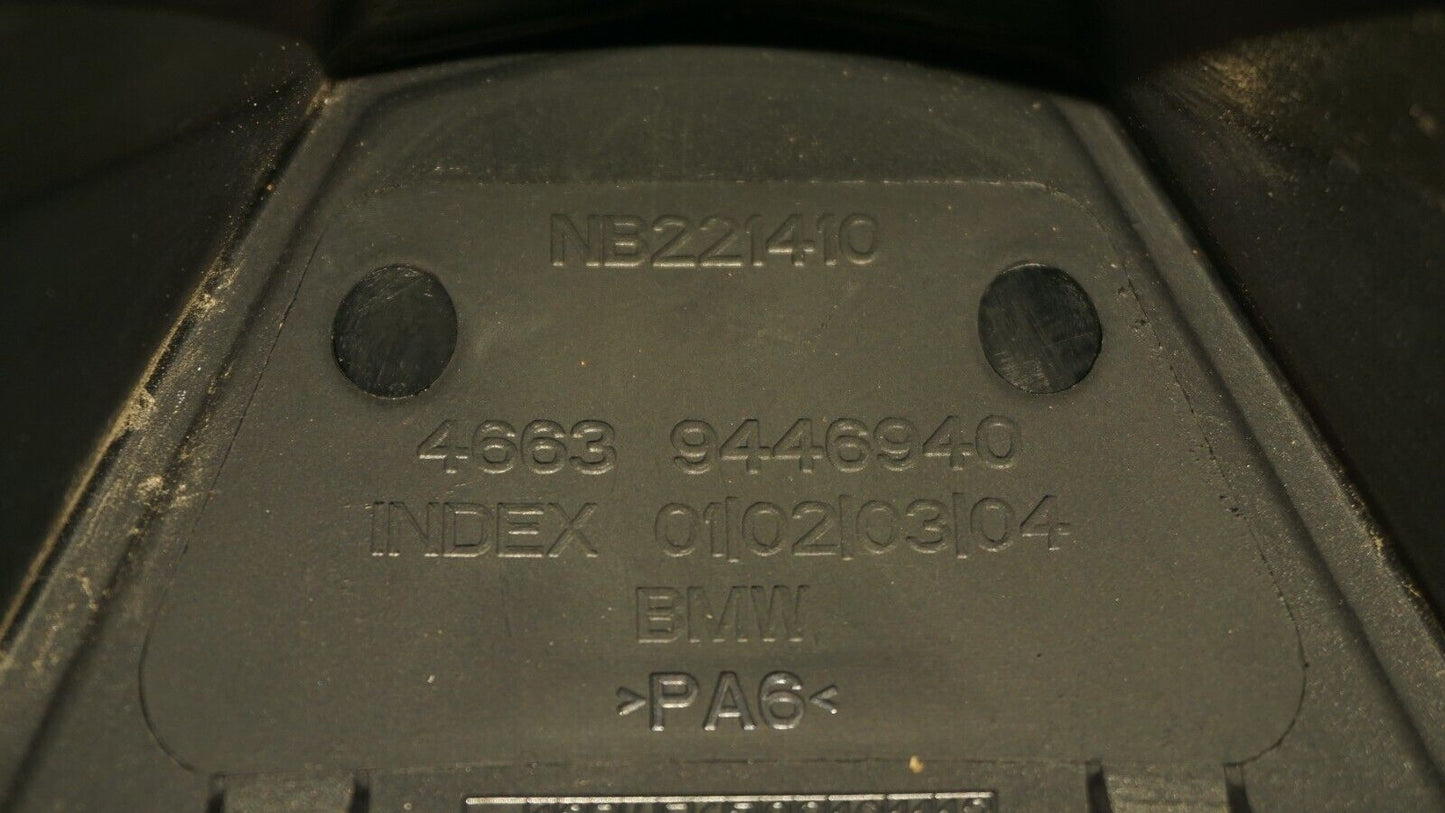 NB221410
4663 9446940
INDEX 01|02|03|04
BMW
>PA6<